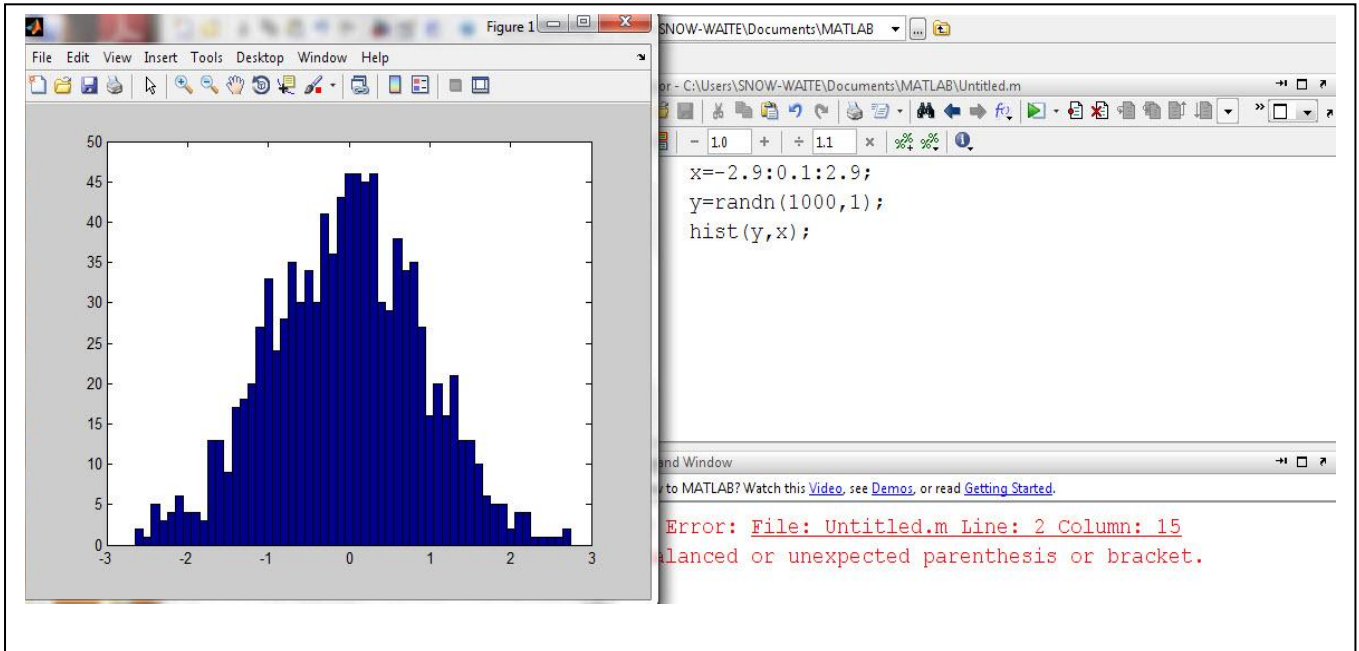 Figure 1
File Edit View Insert Tools Desktop Window Help
50
45
40
35
30
25
20
15
10
5
0
-3 -2 -1 0 1 2 3
SNOW-WAITE\Documents\MATLAB
or - C:\Users\SNOW-WAITE\Documents\MATLAB\Untitled.m
- 1.0 + ÷ 1.1 ×
x=-2.9:0.1:2.9;
y=randn(1000,1);
hist(y,x);
and Window
to MATLAB? Watch this Video, see Demos, or read Getting Started.
Error: File: Untitled.m Line: 2 Column: 15
alanced or unexpected parenthesis or bracket.